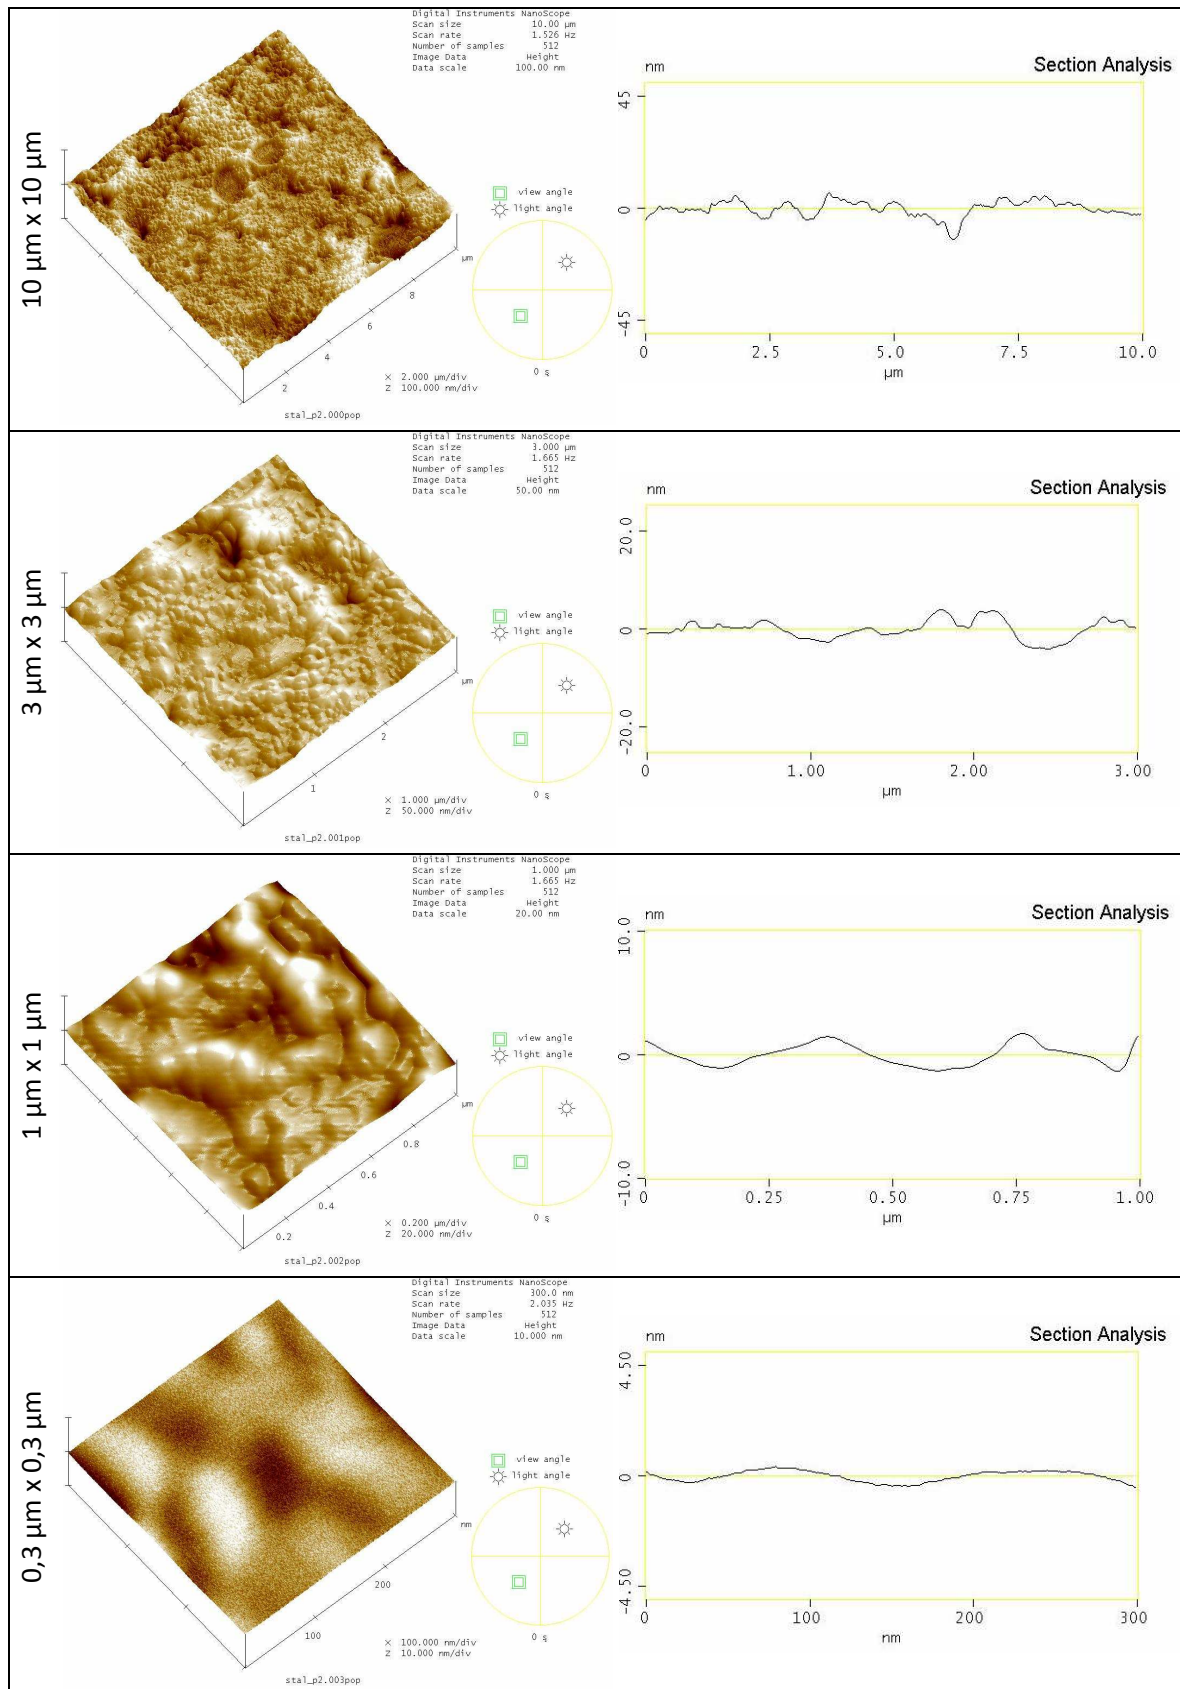 10 µm x 10 µm
Digital Instruments NanoScope
Scan size 10.00 µm
Scan rate 1.526 Hz
Number of samples 512
Image Data Height
Data scale 100.00 nm
view angle
light angle
µm
8
6
4
2
X 2.000 µm/div
Z 100.000 nm/div
0 s
stal_p2.000pop
nm
Section Analysis
45
0
-45
0 2.5 5.0 7.5 10.0
µm
3 µm x 3 µm
Digital Instruments NanoScope
Scan size 3.000 µm
Scan rate 1.665 Hz
Number of samples 512
Image Data Height
Data scale 50.00 nm
view angle
light angle
µm
2
1
X 1.000 µm/div
Z 50.000 nm/div
0 s
stal_p2.001pop
nm
Section Analysis
20.0
0
-20.0
0 1.00 2.00 3.00
µm
1 µm x 1 µm
Digital Instruments NanoScope
Scan size 1.000 µm
Scan rate 1.665 Hz
Number of samples 512
Image Data Height
Data scale 20.00 nm
view angle
light angle
µm
0.8
0.6
0.4
0.2
X 0.200 µm/div
Z 20.000 nm/div
0 s
stal_p2.002pop
nm
Section Analysis
10.0
0
-10.0
0 0.25 0.50 0.75 1.00
µm
0,3 µm x 0,3 µm
Digital Instruments NanoScope
Scan size 300.0 nm
Scan rate 2.035 Hz
Number of samples 512
Image Data Height
Data scale 10.000 nm
view angle
light angle
nm
200
100
X 100.000 nm/div
Z 10.000 nm/div
0 s
stal_p2.003pop
nm
Section Analysis
4.50
0
-4.50
0 100 200 300
nm